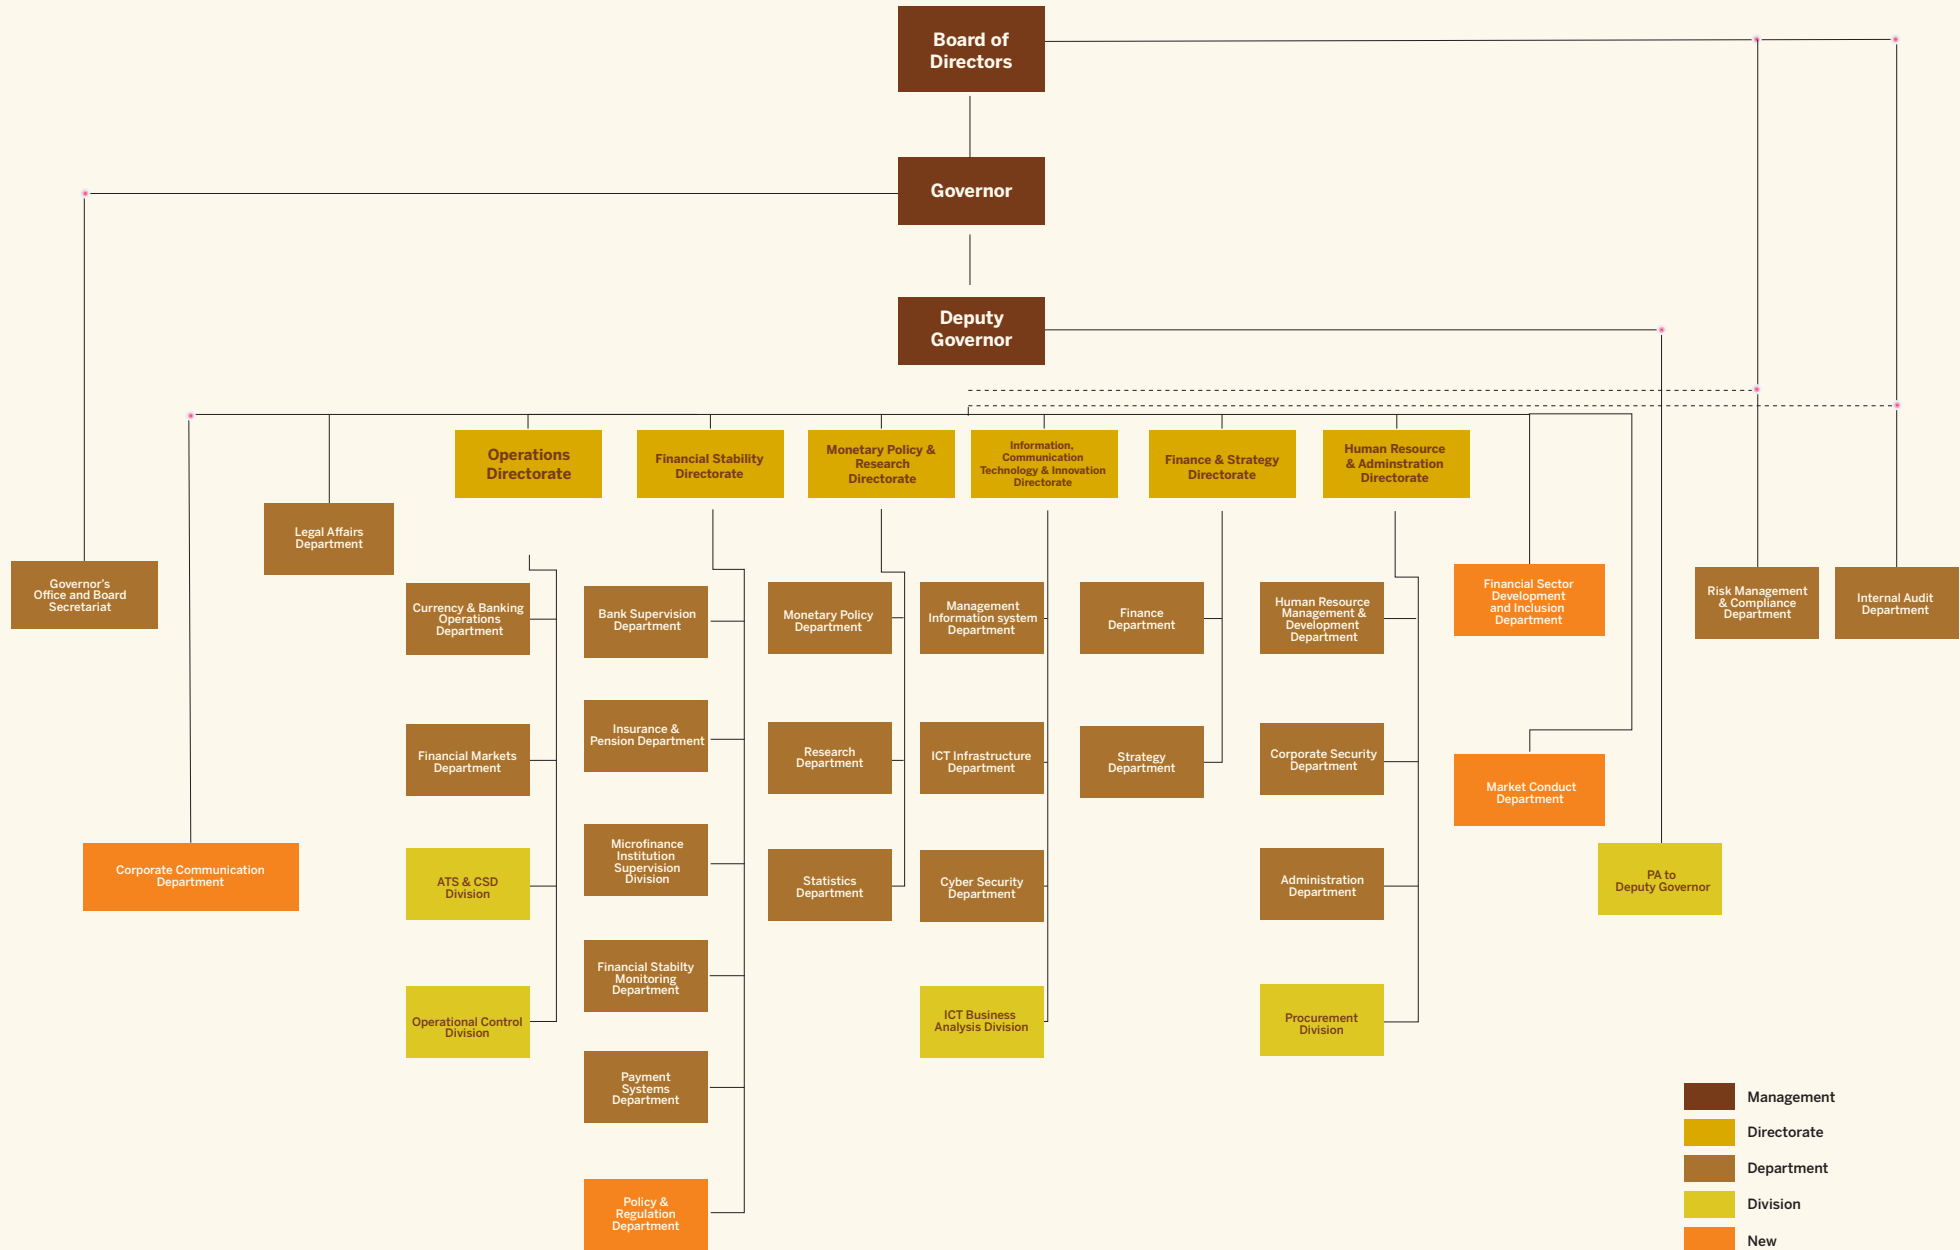 Board of
Directors
Governor
Deputy
Governor
Operations
Directorate
Financial Stability
Directorate
Monetary Policy &
Research
Directorate
Information,
Communication
Technology & Innovation
Directorate
Finance & Strategy
Directorate
Human Resource
& Adminstration
Directorate
Legal Affairs
Department
Governor's
Office and Board
Secretariat
Currency & Banking
Operations
Department
Bank Supervision
Department
Monetary Policy
Department
Management
Information system
Department
Finance
Department
Human Resource
Management &
Development
Department
Financial Sector
Development
and Inclusion
Department
Risk Management
& Compliance
Department
Internal Audit
Department
Financial Markets
Department
Insurance &
Pension Department
Research
Department
ICT Infrastructure
Department
Strategy
Department
Corporate Security
Department
Market Conduct
Department
Corporate Communication
Department
ATS & CSD
Division
Microfinance
Institution
Supervision
Division
Statistics
Department
Cyber Security
Department
Administration
Department
PA to
Deputy Governor
Operational Control
Division
Financial Stabilty
Monitoring
Department
ICT Business
Analysis Division
Procurement
Division
Payment
Systems
Department
Policy &
Regulation
Department
Management
Directorate
Department
Division
New